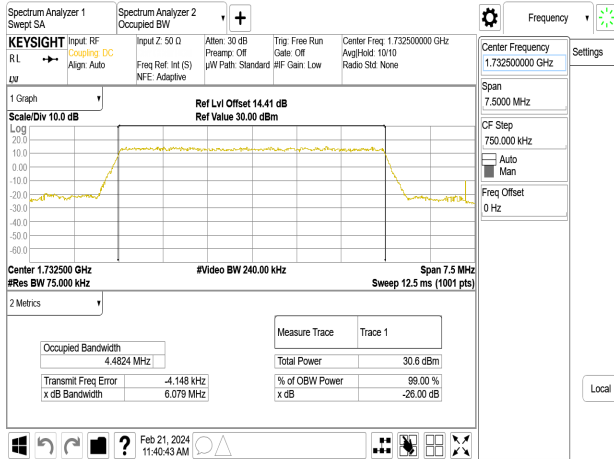 Spectrum Analyzer 1
Swept SA
Spectrum Analyzer 2
Occupied BW
+
Frequency
KEYSIGHT
RL
Input: RF
Coupling: DC
Align: Auto
Input Z: 50 Ω
Freq Ref: Int (S)
NFE: Adaptive
Atten: 30 dB
Preamp: Off
µW Path: Standard
Trig: Free Run
Gate: Off
#IF Gain: Low
Center Freq: 1.732500000 GHz
Avg|Hold: 10/10
Radio Std: None
Center Frequency
1.732500000 GHz
Settings
Span
7.5000 MHz
CF Step
750.000 kHz
Auto
Man
Freq Offset
0 Hz
Local
1 Graph
Scale/Div 10.0 dB
Ref Lvl Offset 14.41 dB
Ref Value 30.00 dBm
Log
20.0
10.0
0.00
-10.0
-20.0
-30.0
-40.0
-50.0
-60.0
Center 1.732500 GHz
#Res BW 75.000 kHz
#Video BW 240.00 kHz
Span 7.5 MHz
Sweep 12.5 ms (1001 pts)
2 Metrics
Measure Trace Trace 1
Occupied Bandwidth
4.4824 MHz
Total Power 30.6 dBm
Transmit Freq Error -4.148 kHz
% of OBW Power 99.00 %
x dB Bandwidth 6.079 MHz
x dB -26.00 dB
?
Feb 21, 2024
11:40:43 AM